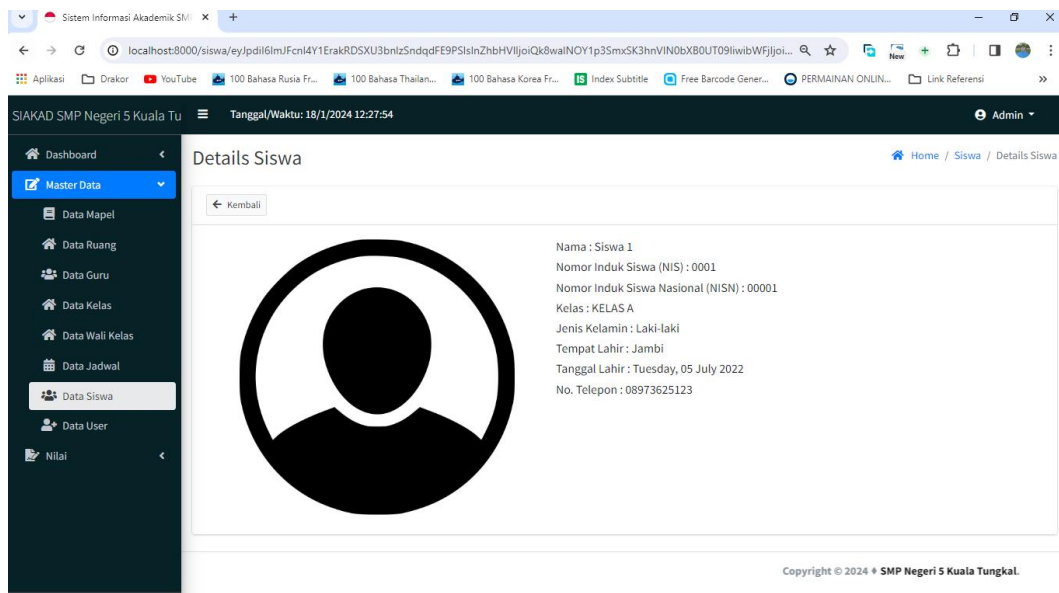 Sistem Informasi Akademik SM
localhost:8000/siswa/
New
Aplikasi Drakor YouTube 100 Bahasa Rusia Fr... 100 Bahasa Thailan... 100 Bahasa Korea Fr... IS Index Subtitle Free Barcode Gener... PERMAINAN ONLIN... Link Referensi
SIAKAD SMP Negeri 5 Kuala Tu
Tanggal/Waktu: 18/1/2024 12:27:54
Admin
Dashboard
Master Data
Data Mapel
Data Ruang
Data Guru
Data Kelas
Data Wali Kelas
Data Jadwal
Data Siswa
Data User
Nilai
Details Siswa
Home / Siswa / Details Siswa
Kembali
Nama : Siswa 1
Nomor Induk Siswa (NIS) : 0001
Nomor Induk Siswa Nasional (NISN) : 00001
Kelas : KELAS A
Jenis Kelamin : Laki-laki
Tempat Lahir : Jambi
Tanggal Lahir : Tuesday, 05 July 2022
No. Telepon : 08973625123
Copyright © 2024 ♦ SMP Negeri 5 Kuala Tungkal.